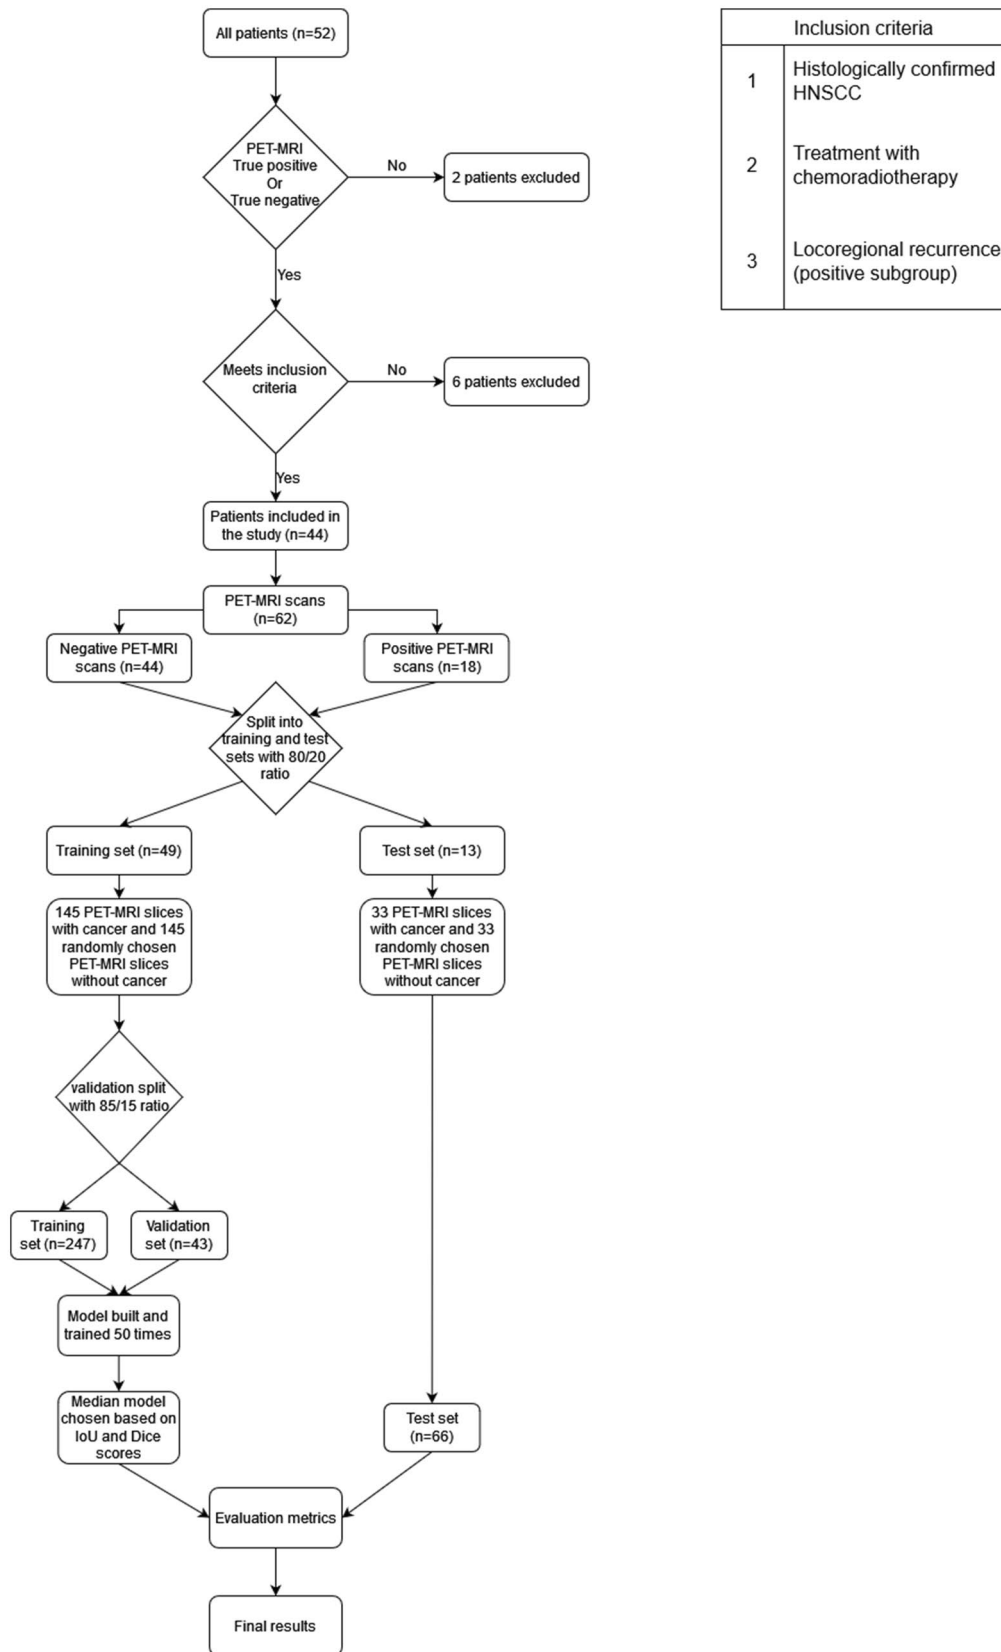 All patients (n=52)
PET-MRI
True positive
Or
True negative
No
2 patients excluded
Yes
Meets inclusion
criteria
No
6 patients excluded
Yes
Patients included in
the study (n=44)
PET-MRI scans
(n=62)
Negative PET-MRI
scans (n=44)
Positive PET-MRI
scans (n=18)
Split into
training and test
sets with 80/20
ratio
Training set (n=49)
Test set (n=13)
145 PET-MRI slices
with cancer and 145
randomly chosen
PET-MRI slices
without cancer
33 PET-MRI slices
with cancer and 33
randomly chosen
PET-MRI slices
without cancer
validation split
with 85/15 ratio
Training
set (n=247)
Validation
set (n=43)
Model built and
trained 50 times
Median model
chosen based on
IoU and Dice
scores
Test set
(n=66)
Evaluation metrics
Final results
Inclusion criteria
1
Histologically confirmed
HNSCC
2
Treatment with
chemoradiotherapy
3
Locoregional recurrence
(positive subgroup)